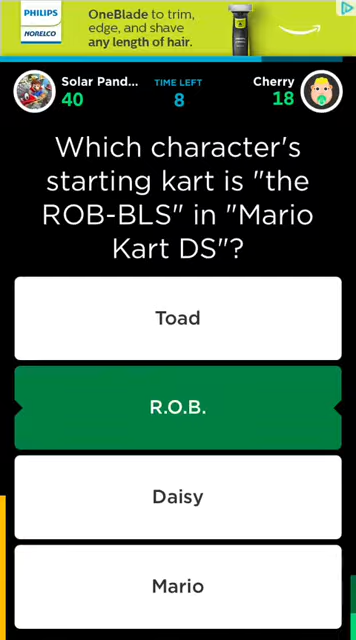 PHILIPS
NORELCO
OneBlade to trim,
edge, and shave
any length of hair.
Solar Pand...
40
TIME LEFT
8
Cherry
18
Which character's
starting kart is "the
ROB-BLS" in "Mario
Kart DS"?
Toad
R.O.B.
Daisy
Mario